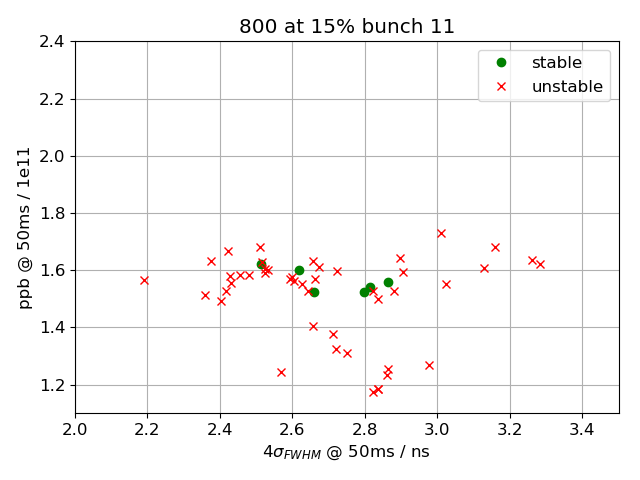 800 at 15% bunch 11
stable
unstable
2.4
2.2
2.0
1.8
1.6
1.4
1.2
ppb @ 50ms / 1e11
2.0 2.2 2.4 2.6 2.8 3.0 3.2 3.4
4σFWHM @ 50ms / ns